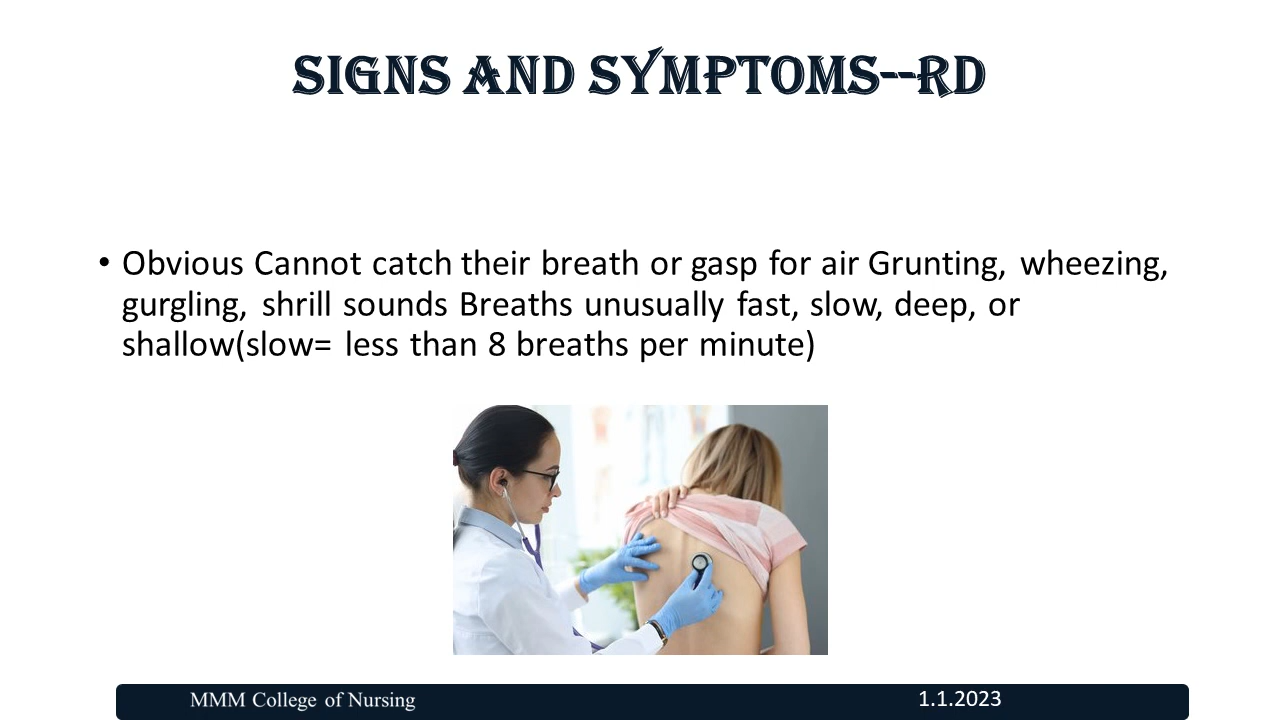 SIGNS AND SYMPTOMS--RD
• Obvious Cannot catch their breath or gasp for air Grunting, wheezing,
gurgling, shrill sounds Breaths unusually fast, slow, deep, or
shallow(slow= less than 8 breaths per minute)
MMM College of Nursing
1.1.2023